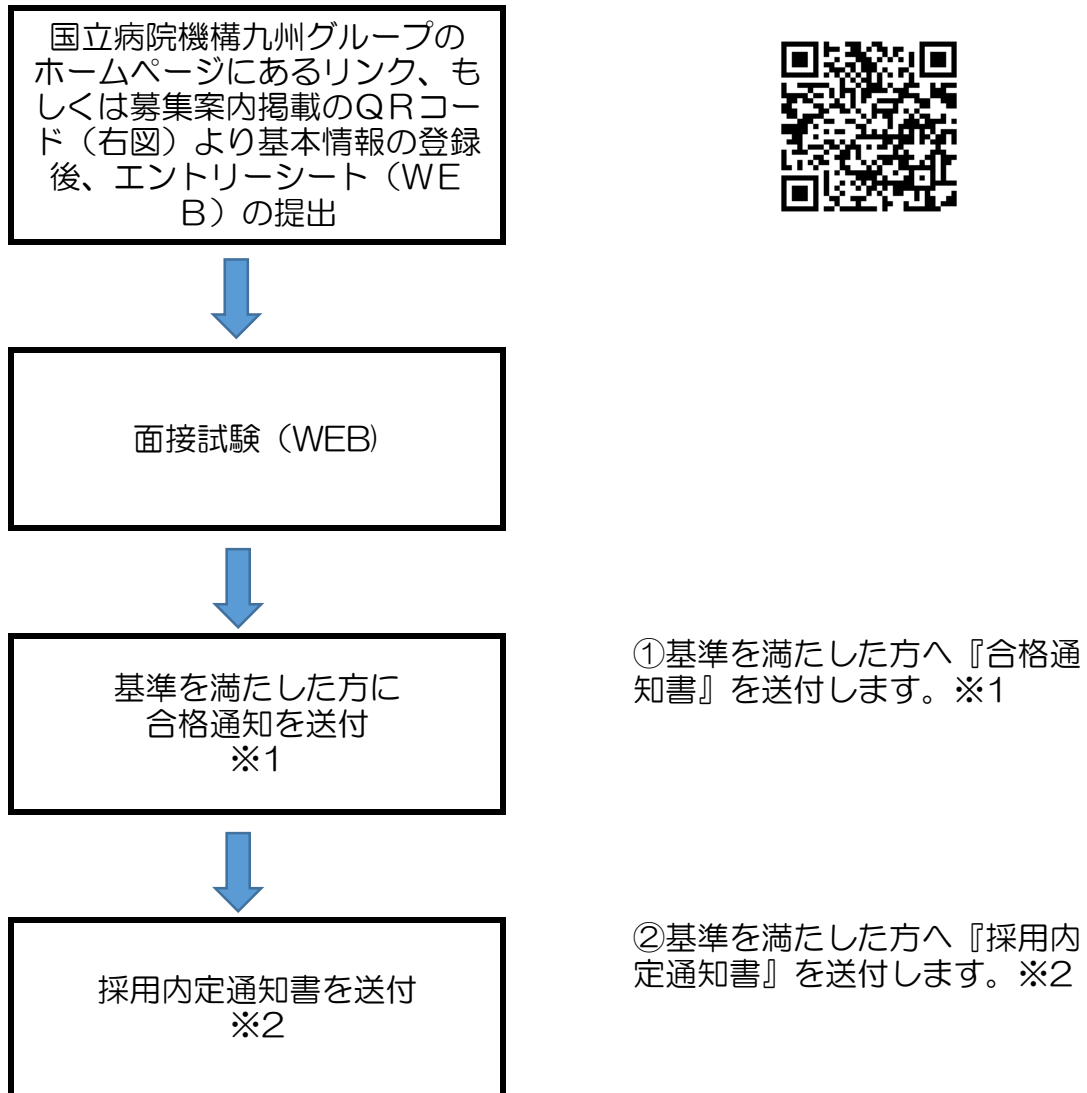 国立病院機構九州グループの
ホームページにあるリンク、も
しくは募集案内掲載のＱＲコー
ド（右図）より基本情報の登録
後、エントリーシート（ＷＥ
Ｂ）の提出
面接試験（WEB)
基準を満たした方に
合格通知を送付
※1
①基準を満たした方へ『合格通
知書』を送付します。※1
採用内定通知書を送付
※2
②基準を満たした方へ『採用内
定通知書』を送付します。※2